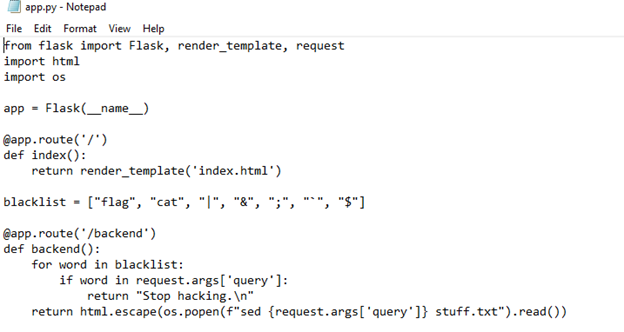 app.py - Notepad
File Edit Format View Help
from flask import Flask, render_template, request
import html
import os
app = Flask(__name__)
@app.route('/')
def index():
    return render_template('index.html')
blacklist = ["flag", "cat", "|", "&", ";", "`", "$"]
@app.route('/backend')
def backend():
    for word in blacklist:
        if word in request.args['query']:
            return "Stop hacking.\n"
    return html.escape(os.popen(f"sed {request.args['query']} stuff.txt").read())